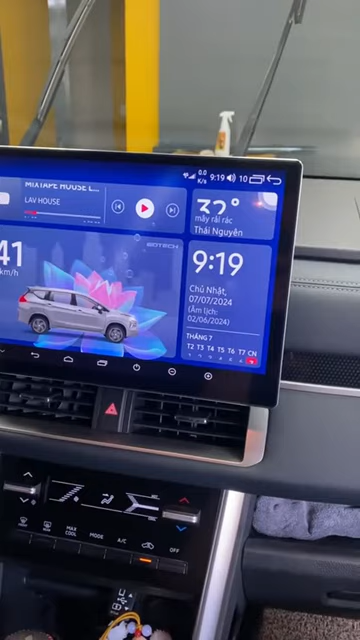 0.0
K/s
9:19
10
MIXTAPE HOUSE L...
LAV HOUSE
32°
mây rải rác
Thái Nguyên
41
km/h
GOTECH
9:19
Chủ Nhật,
07/07/2024
(Âm lịch:
02/06/2024)
THÁNG 7
T2 T3 T4 T5 T6 T7 CN
MAX
COOL
MODE
A/C
OFF